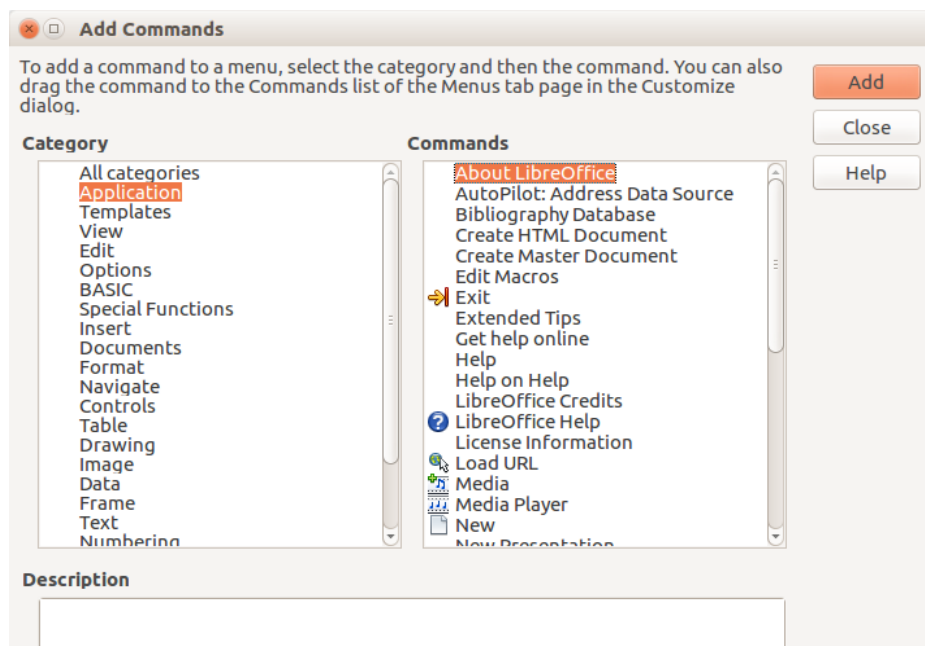 Add Commands
To add a command to a menu, select the category and then the command. You can also
drag the command to the Commands list of the Menus tab page in the Customize
dialog.
Add
Close
Help
Category
All categories
Application
Templates
View
Edit
Options
BASIC
Special Functions
Insert
Documents
Format
Navigate
Controls
Table
Drawing
Image
Data
Frame
Text
Numbering
Commands
About LibreOffice
AutoPilot: Address Data Source
Bibliography Database
Create HTML Document
Create Master Document
Edit Macros
Exit
Extended Tips
Get help online
Help
Help on Help
LibreOffice Credits
LibreOffice Help
License Information
Load URL
Media
Media Player
New
New Presentation
Description